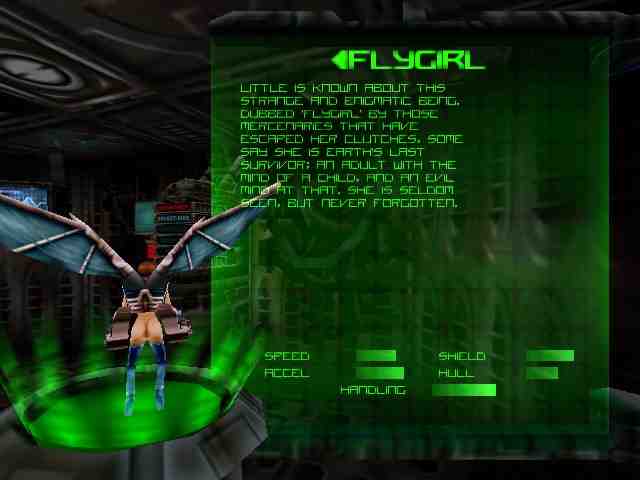 FLYGIRL
LITTLE IS KNOWN ABOUT THIS
STRANGE AND ENIGMATIC BEING.
DUBBED 'FLYGIRL' BY THOSE
MERCENARIES THAT HAVE
ESCAPED HER CLUTCHES, SOME
SAY SHE IS EARTH'S LAST
SURVIVOR; AN ADULT WITH THE
MIND OF A CHILD, AND AN EVIL
MIND AT THAT. SHE IS SELDOM
SEEN, BUT NEVER FORGOTTEN.
SPEED SHIELD
ACCEL HULL
HANDLING